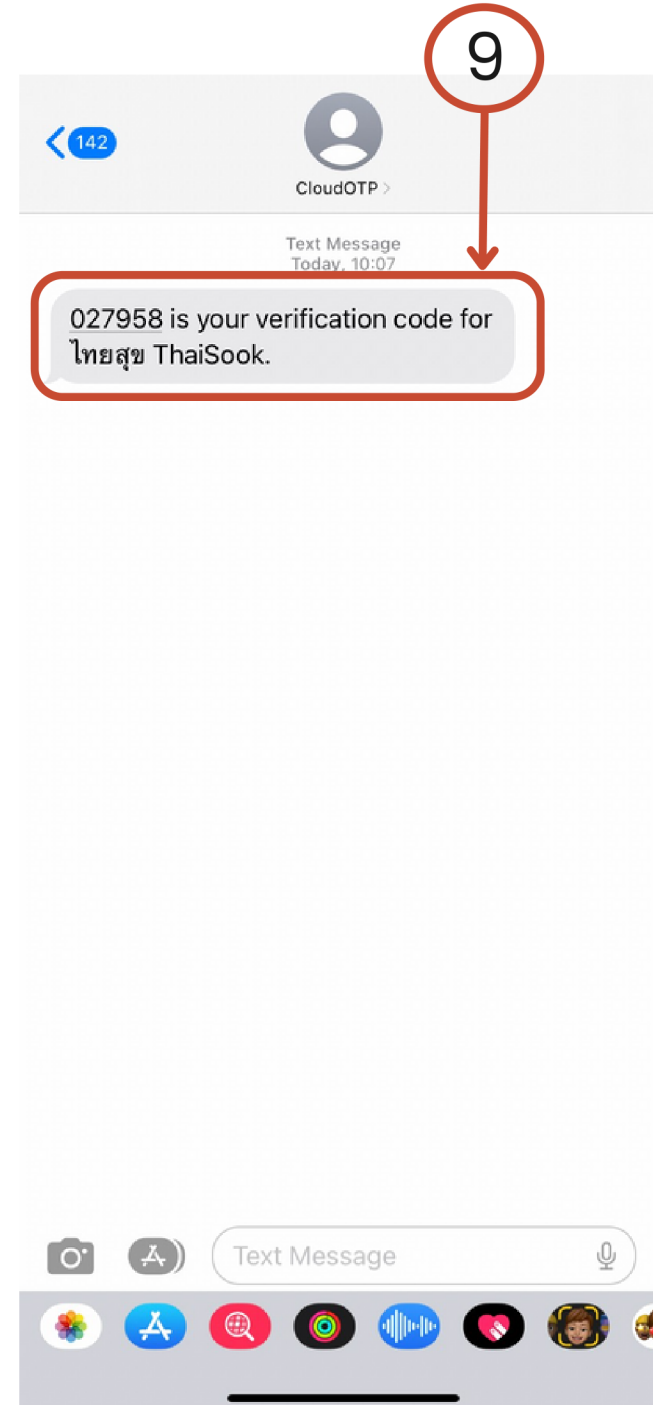 9
142
CloudOTP
Text Message
Today, 10:07
027958 is your verification code for
ไทยสุข ThaiSook.
Text Message